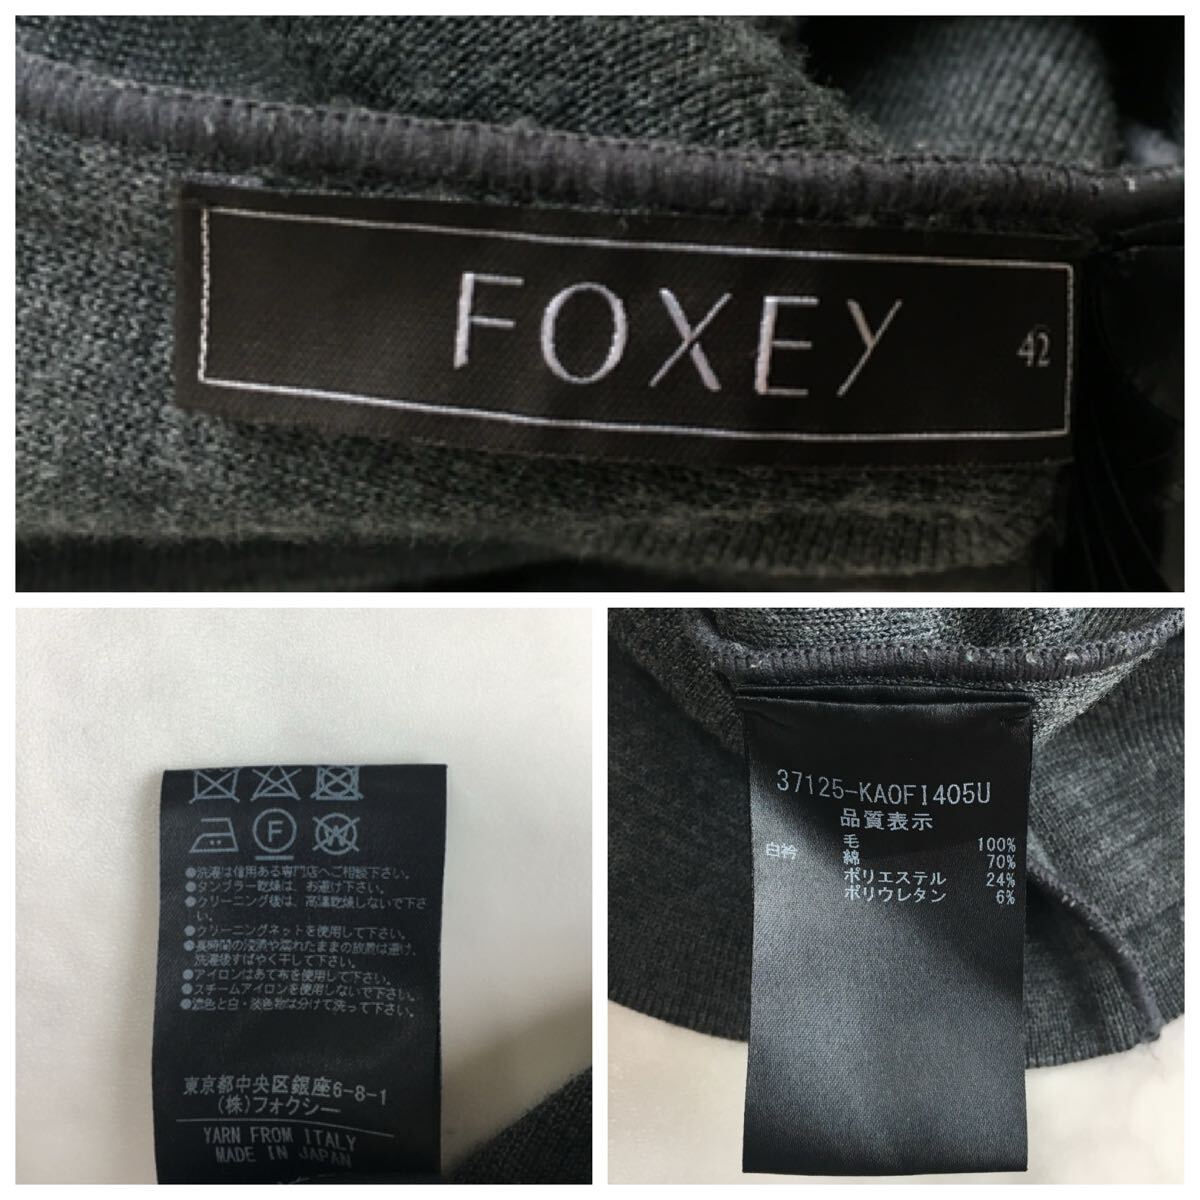 FOXEY
42
F
W
●洗濯は信用ある専門店へご相談下さい。
●タンブラー乾燥は、お避け下さい。
●クリーニング後は、高温乾燥しないで下さ
い。
●クリーニングネットを使用して下さい。
●長時間の浸漬や濡れたままの放置は避け、
洗濯後すばやく干して下さい。
●アイロンはあて布を使用して下さい。
●スチームアイロンを使用しないで下さい。
●濃色と白・淡色物は分けて洗って下さい。
東京都中央区銀座6-8-1
(株)フォクシー
YARN FROM ITALY
MADE IN JAPAN
37125-KAOFI405U
品質表示
毛 100%
白衿 綿 70%
ポリエステル 24%
ポリウレタン 6%